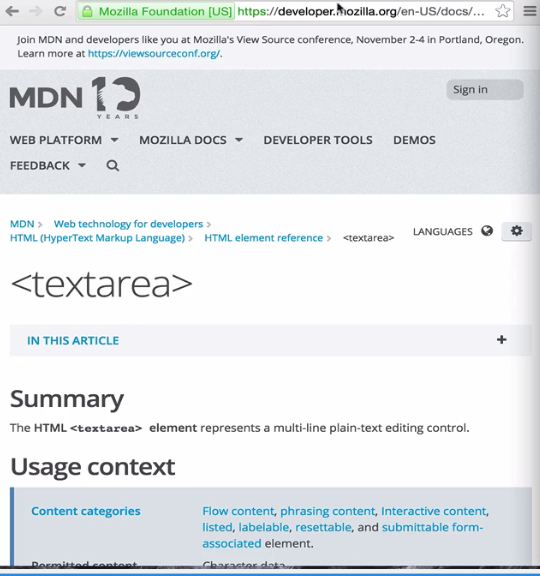 Mozilla Foundation [US] https://developer.mozilla.org/en-US/docs/...
Join MDN and developers like you at Mozilla's View Source conference, November 2-4 in Portland, Oregon.
Learn more at https://viewsourceconf.org/.
MDN 10
YEARS
Sign in
WEB PLATFORM MOZILLA DOCS DEVELOPER TOOLS DEMOS
FEEDBACK
MDN Web technology for developers
HTML (HyperText Markup Language) HTML element reference <textarea>
LANGUAGES
<textarea>
IN THIS ARTICLE +
Summary
The HTML <textarea> element represents a multi-line plain-text editing control.
Usage context
Content categories Flow content, phrasing content, Interactive content,
listed, labelable, resettable, and submittable form-
associated element.
Permitted content Character data